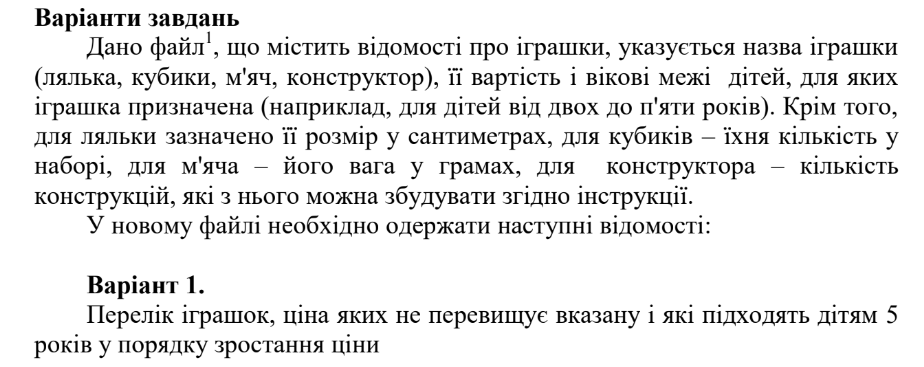 Варіанти завдань
Дано файл¹, що містить відомості про іграшки, указується назва іграшки
(лялька, кубики, м'яч, конструктор), її вартість і вікові межі дітей, для яких
іграшка призначена (наприклад, для дітей від двох до п'яти років). Крім того,
для ляльки зазначено її розмір у сантиметрах, для кубиків – їхня кількість у
наборі, для м'яча – його вага у грамах, для конструктора – кількість
конструкцій, які з нього можна збудувати згідно інструкції.
У новому файлі необхідно одержати наступні відомості:
Варіант 1.
Перелік іграшок, ціна яких не перевищує вказану і які підходять дітям 5
років у порядку зростання ціни